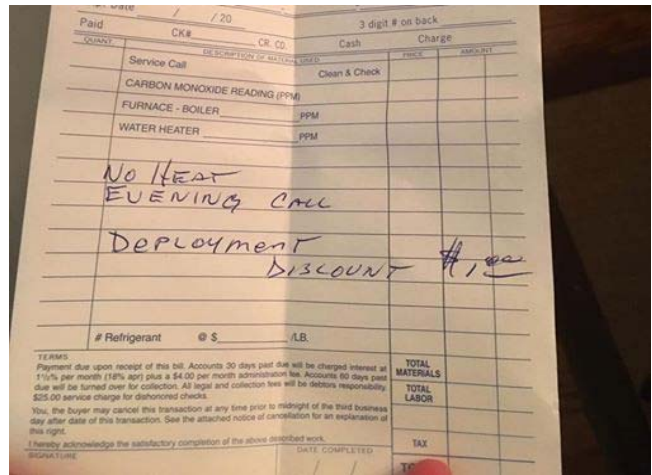 Date / / 20
3 digit # on back
Paid CK# CR. CD. Cash Charge
QUANT. DESCRIPTION OF MATERIAL USED PRICE AMOUNT
Service Call Clean & Check
CARBON MONOXIDE READING (PPM)
FURNACE - BOILER PPM
WATER HEATER PPM
NO HEAT
EVENING CALL
DEPLOYMENT
DISCOUNT $1.00
# Refrigerant @ $ /LB.
TERMS
Payment due upon receipt of this bill. Accounts 30 days past due will be charged interest at
1½% per month (18% apr) plus a $4.00 per month administration fee. Accounts 60 days past
due will be turned over for collection. All legal and collection fees will be debtors responsibility.
$25.00 service charge for dishonored checks.
You, the buyer may cancel this transaction at any time prior to midnight of the third business
day after date of this transaction. See the attached notice of cancellation for an explanation of
this right.
I hereby acknowledge the satisfactory completion of the above described work.
SIGNATURE DATE COMPLETED / /
TOTAL MATERIALS
TOTAL LABOR
TAX